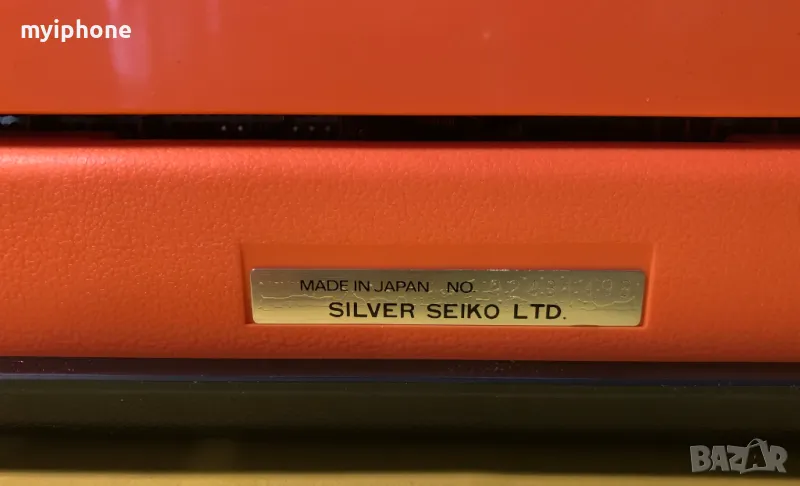 myiphone
MADE IN JAPAN NO.
SILVER SEIKO LTD.
BAZAR